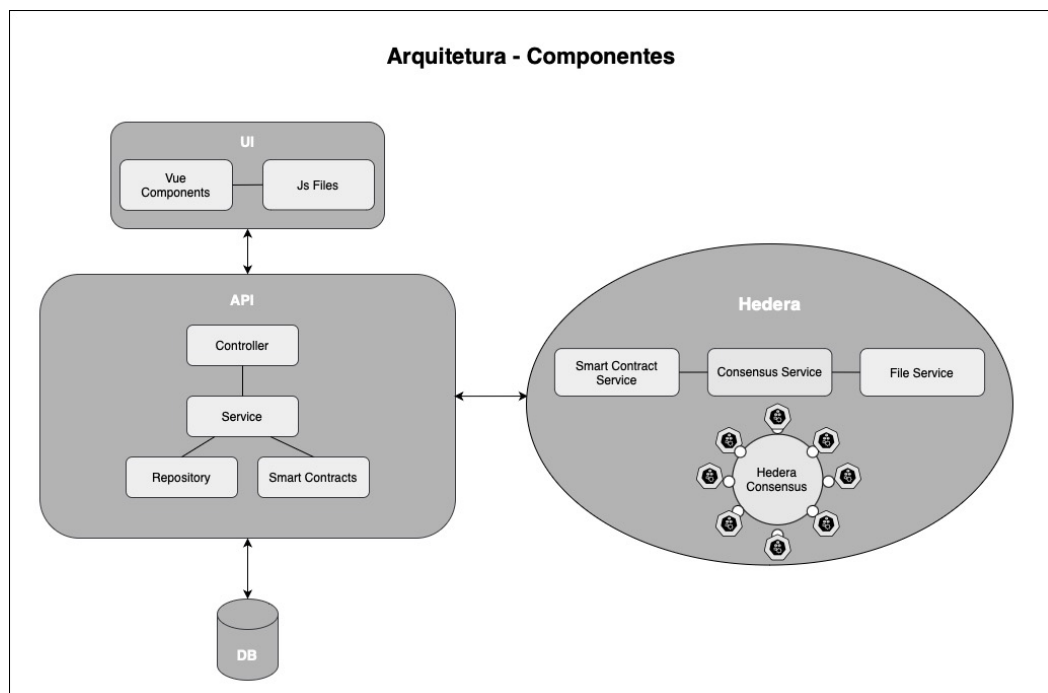 Arquitetura - Componentes
UI
Vue
Components
Js Files
API
Controller
Service
Repository
Smart Contracts
DB
Hedera
Smart Contract
Service
Consensus Service
File Service
Hedera
Consensus